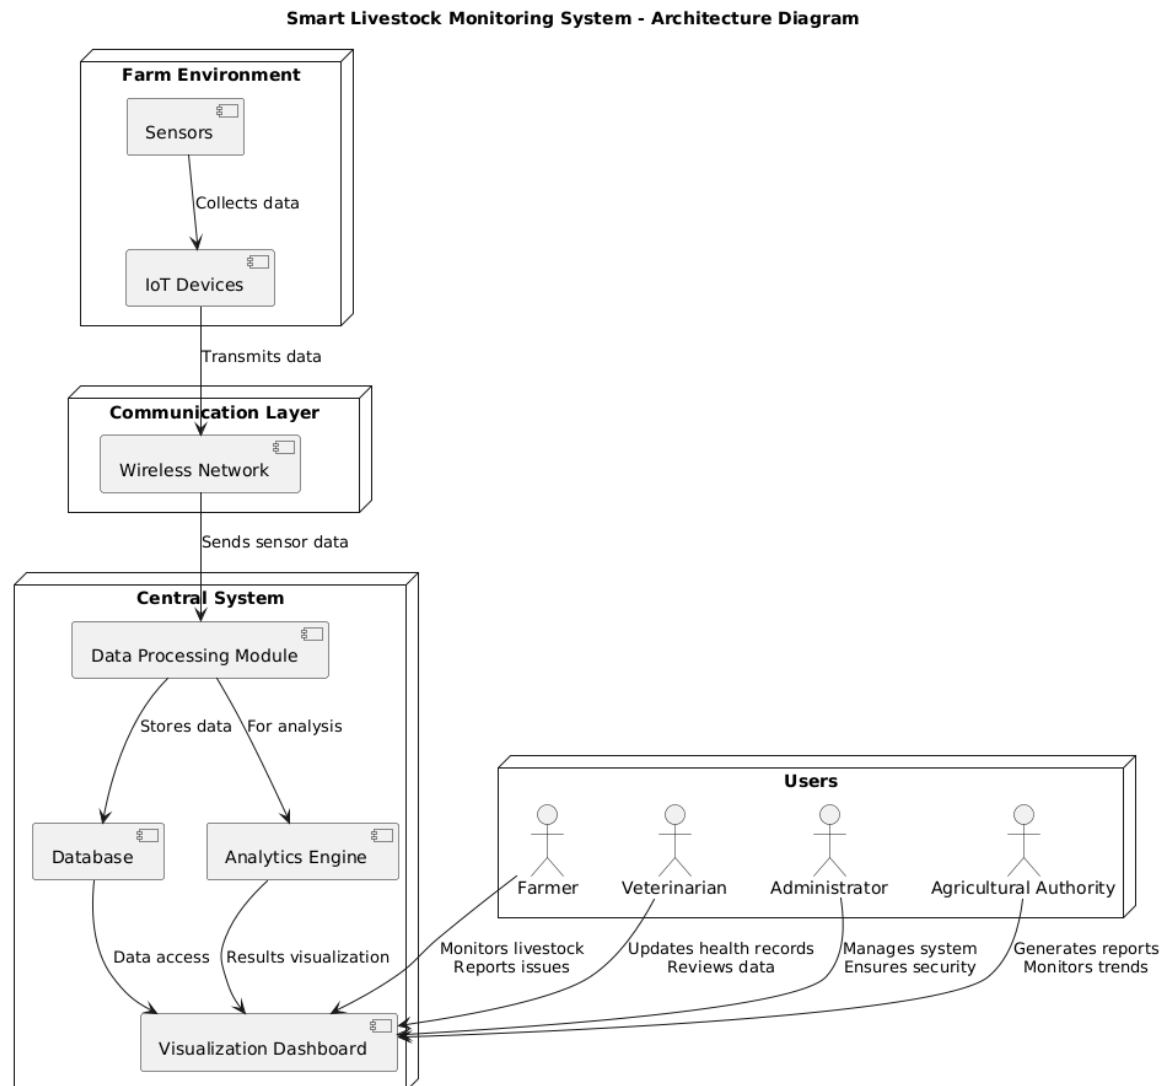 Smart Livestock Monitoring System - Architecture Diagram
Farm Environment
Sensors
Collects data
IoT Devices
Transmits data
Communication Layer
Wireless Network
Sends sensor data
Central System
Data Processing Module
Stores data
For analysis
Database
Analytics Engine
Users
Farmer
Veterinarian
Administrator
Agricultural Authority
Data access
Results visualization
Monitors livestock
Reports issues
Updates health records
Reviews data
Manages system
Ensures security
Generates reports
Monitors trends
Visualization Dashboard